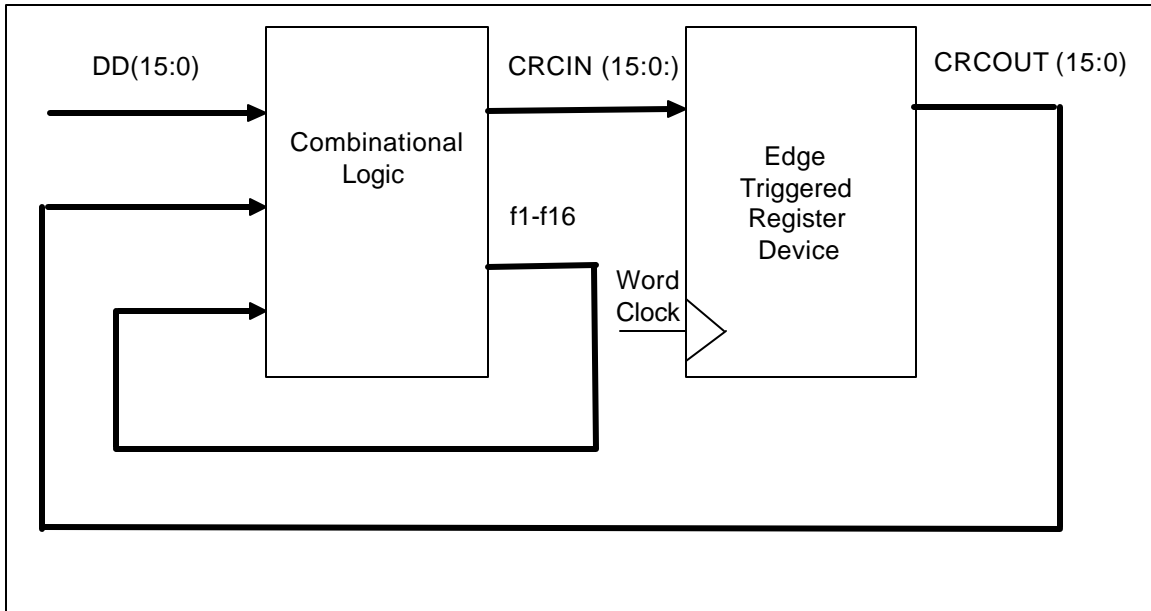 DD(15:0)
Combinational
Logic
CRCIN (15:0:)
f1-f16
Edge
Triggered
Register
Device
Word
Clock
CRCOUT (15:0)